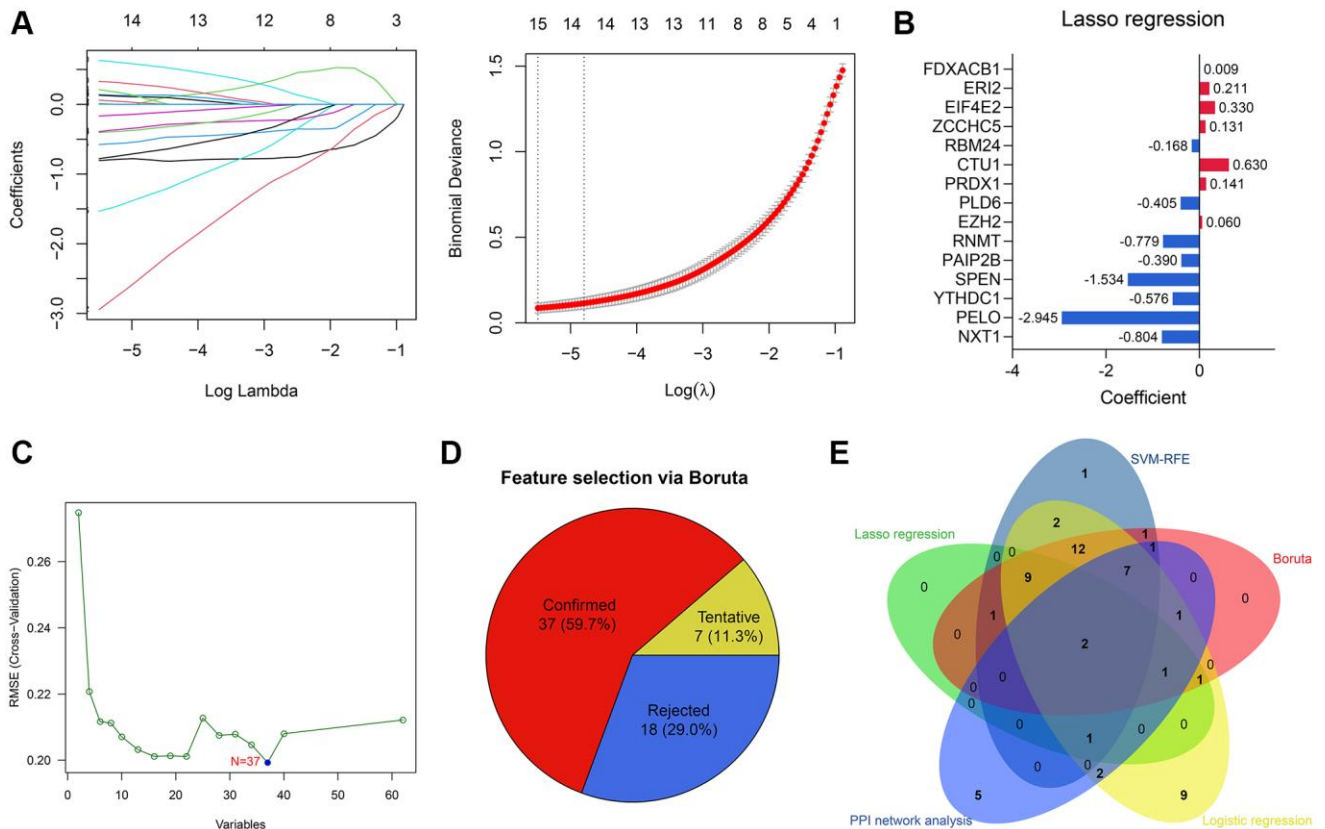 A
14 13 12 8 3
0.0
−1.0
−2.0
−3.0
Coefficients
−5 −4 −3 −2 −1
Log Lambda
15 14 14 13 13 11 8 8 5 4 1
1.5
1.0
0.5
0.0
Binomial Deviance
−5 −4 −3 −2 −1
Log(λ)
B
Lasso regression
FDXACB1 0.009
ERI2 0.211
EIF4E2 0.330
ZCCHC5 0.131
RBM24 -0.168
CTU1 0.630
PRDX1 0.141
PLD6 -0.405
EZH2 0.060
RNMT -0.779
PAIP2B -0.390
SPEN -1.534
YTHDC1 -0.576
PELO -2.945
NXT1 -0.804
-4 -2 0
Coefficient
C
0.26
0.24
0.22
0.20
RMSE (Cross−Validation)
N=37
0 10 20 30 40 50 60
Variables
D
Feature selection via Boruta
Confirmed
37 (59.7%)
Tentative
7 (11.3%)
Rejected
18 (29.0%)
E
SVM-RFE
1
Lasso regression
Boruta
2
1
0 0 12 1
9 7 0
0 0
1 1
0 2
0
0 1 1
0
0
0 0 0
1
0 0
2
5 9
PPI network analysis
Logistic regression